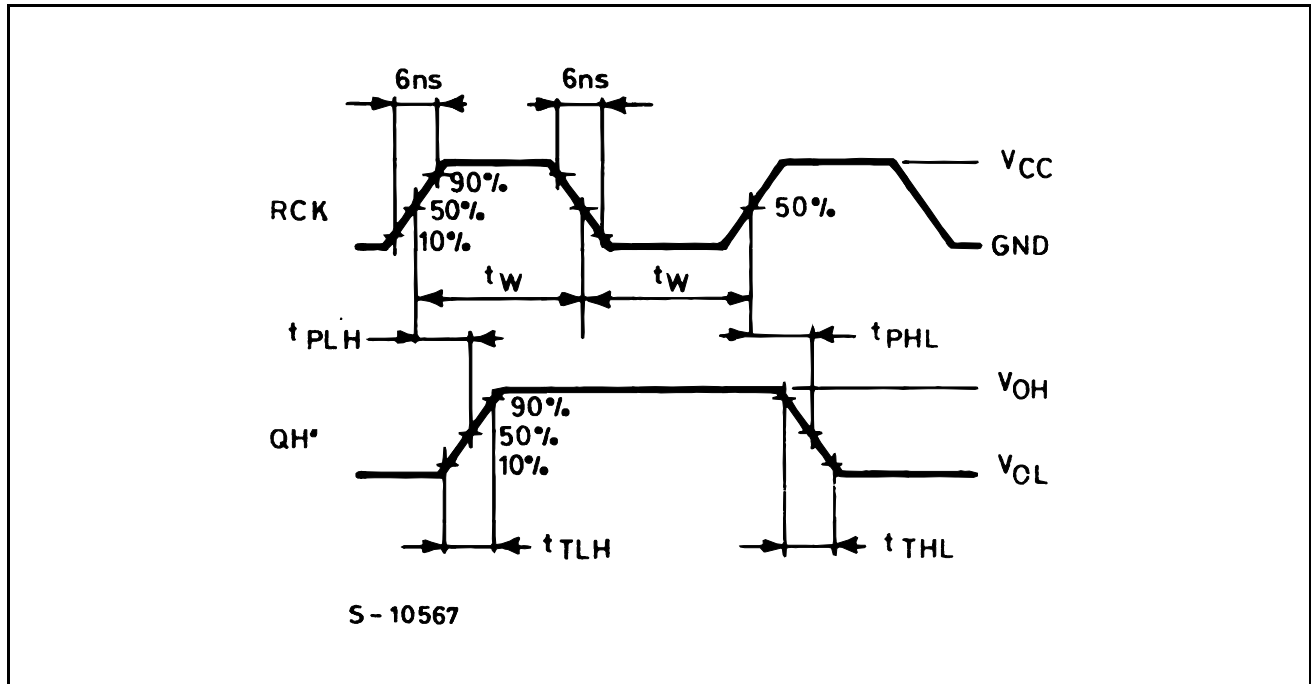 6ns 6ns
VCC
90%
RCK 50% 50%
10% GND
tW tW
tPLH tPHL
VOH
90%
QH" 50%
10% VOL
tTLH tTHL
S-10567